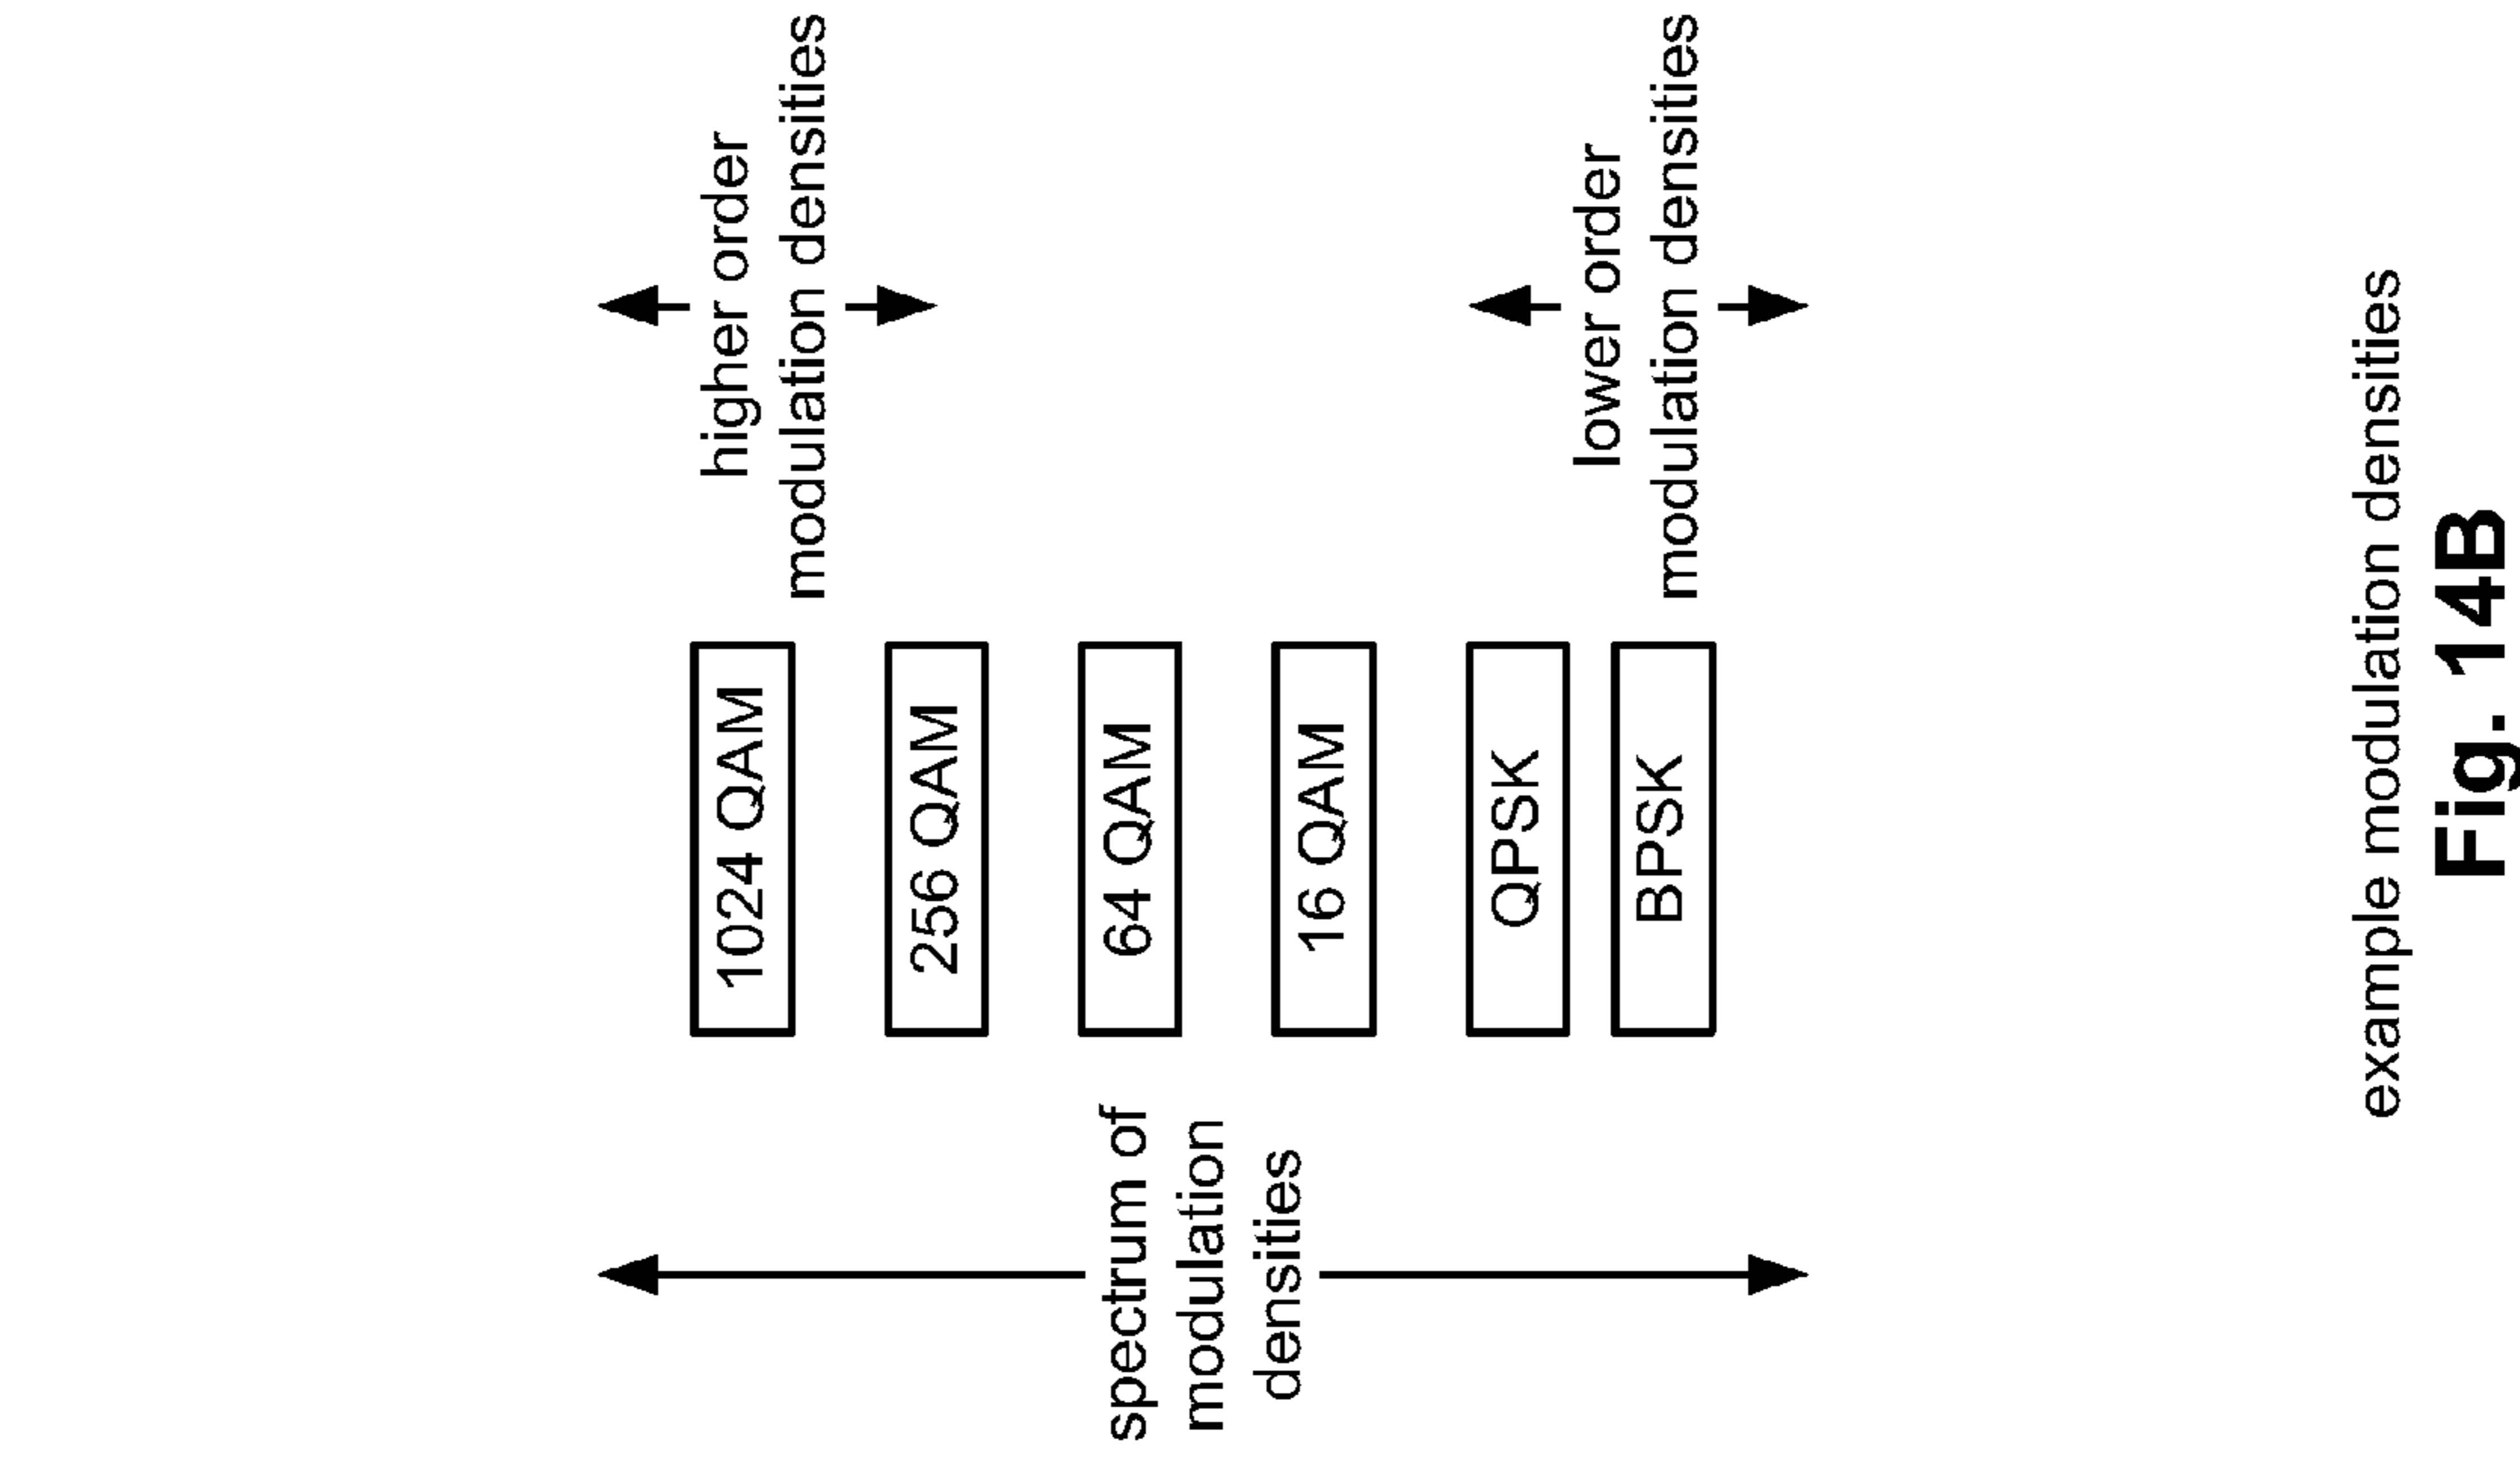 spectrum of
modulation
densities
1024 QAM
256 QAM
64 QAM
16 QAM
QPSK
BPSK
higher order
modulation densities
lower order
modulation densities
example modulation densities
Fig. 14B